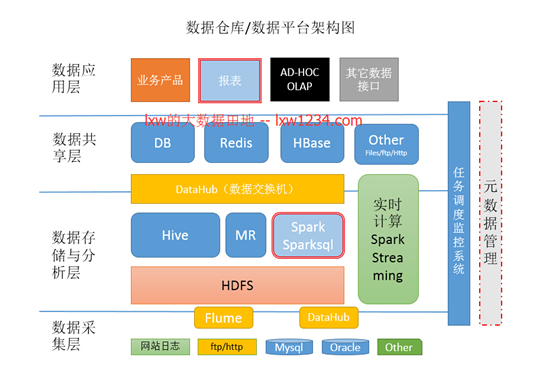 数据仓库/数据平台架构图
数据应
用层
业务产品
报表
AD-HOC
OLAP
其它数据
接口
lxw的大数据田地 -- lxw1234.com
数据共
享层
DB
Redis
HBase
Other
Files/ftp/Http
DataHub（数据交换机）
数据存
储与分
析层
Hive
MR
Spark
Sparksql
实时
计算
Spark
Strea
ming
HDFS
任务调度监控系统
元数据管理
数据采
集层
Flume
DataHub
网站日志
ftp/http
Mysql
Oracle
Other